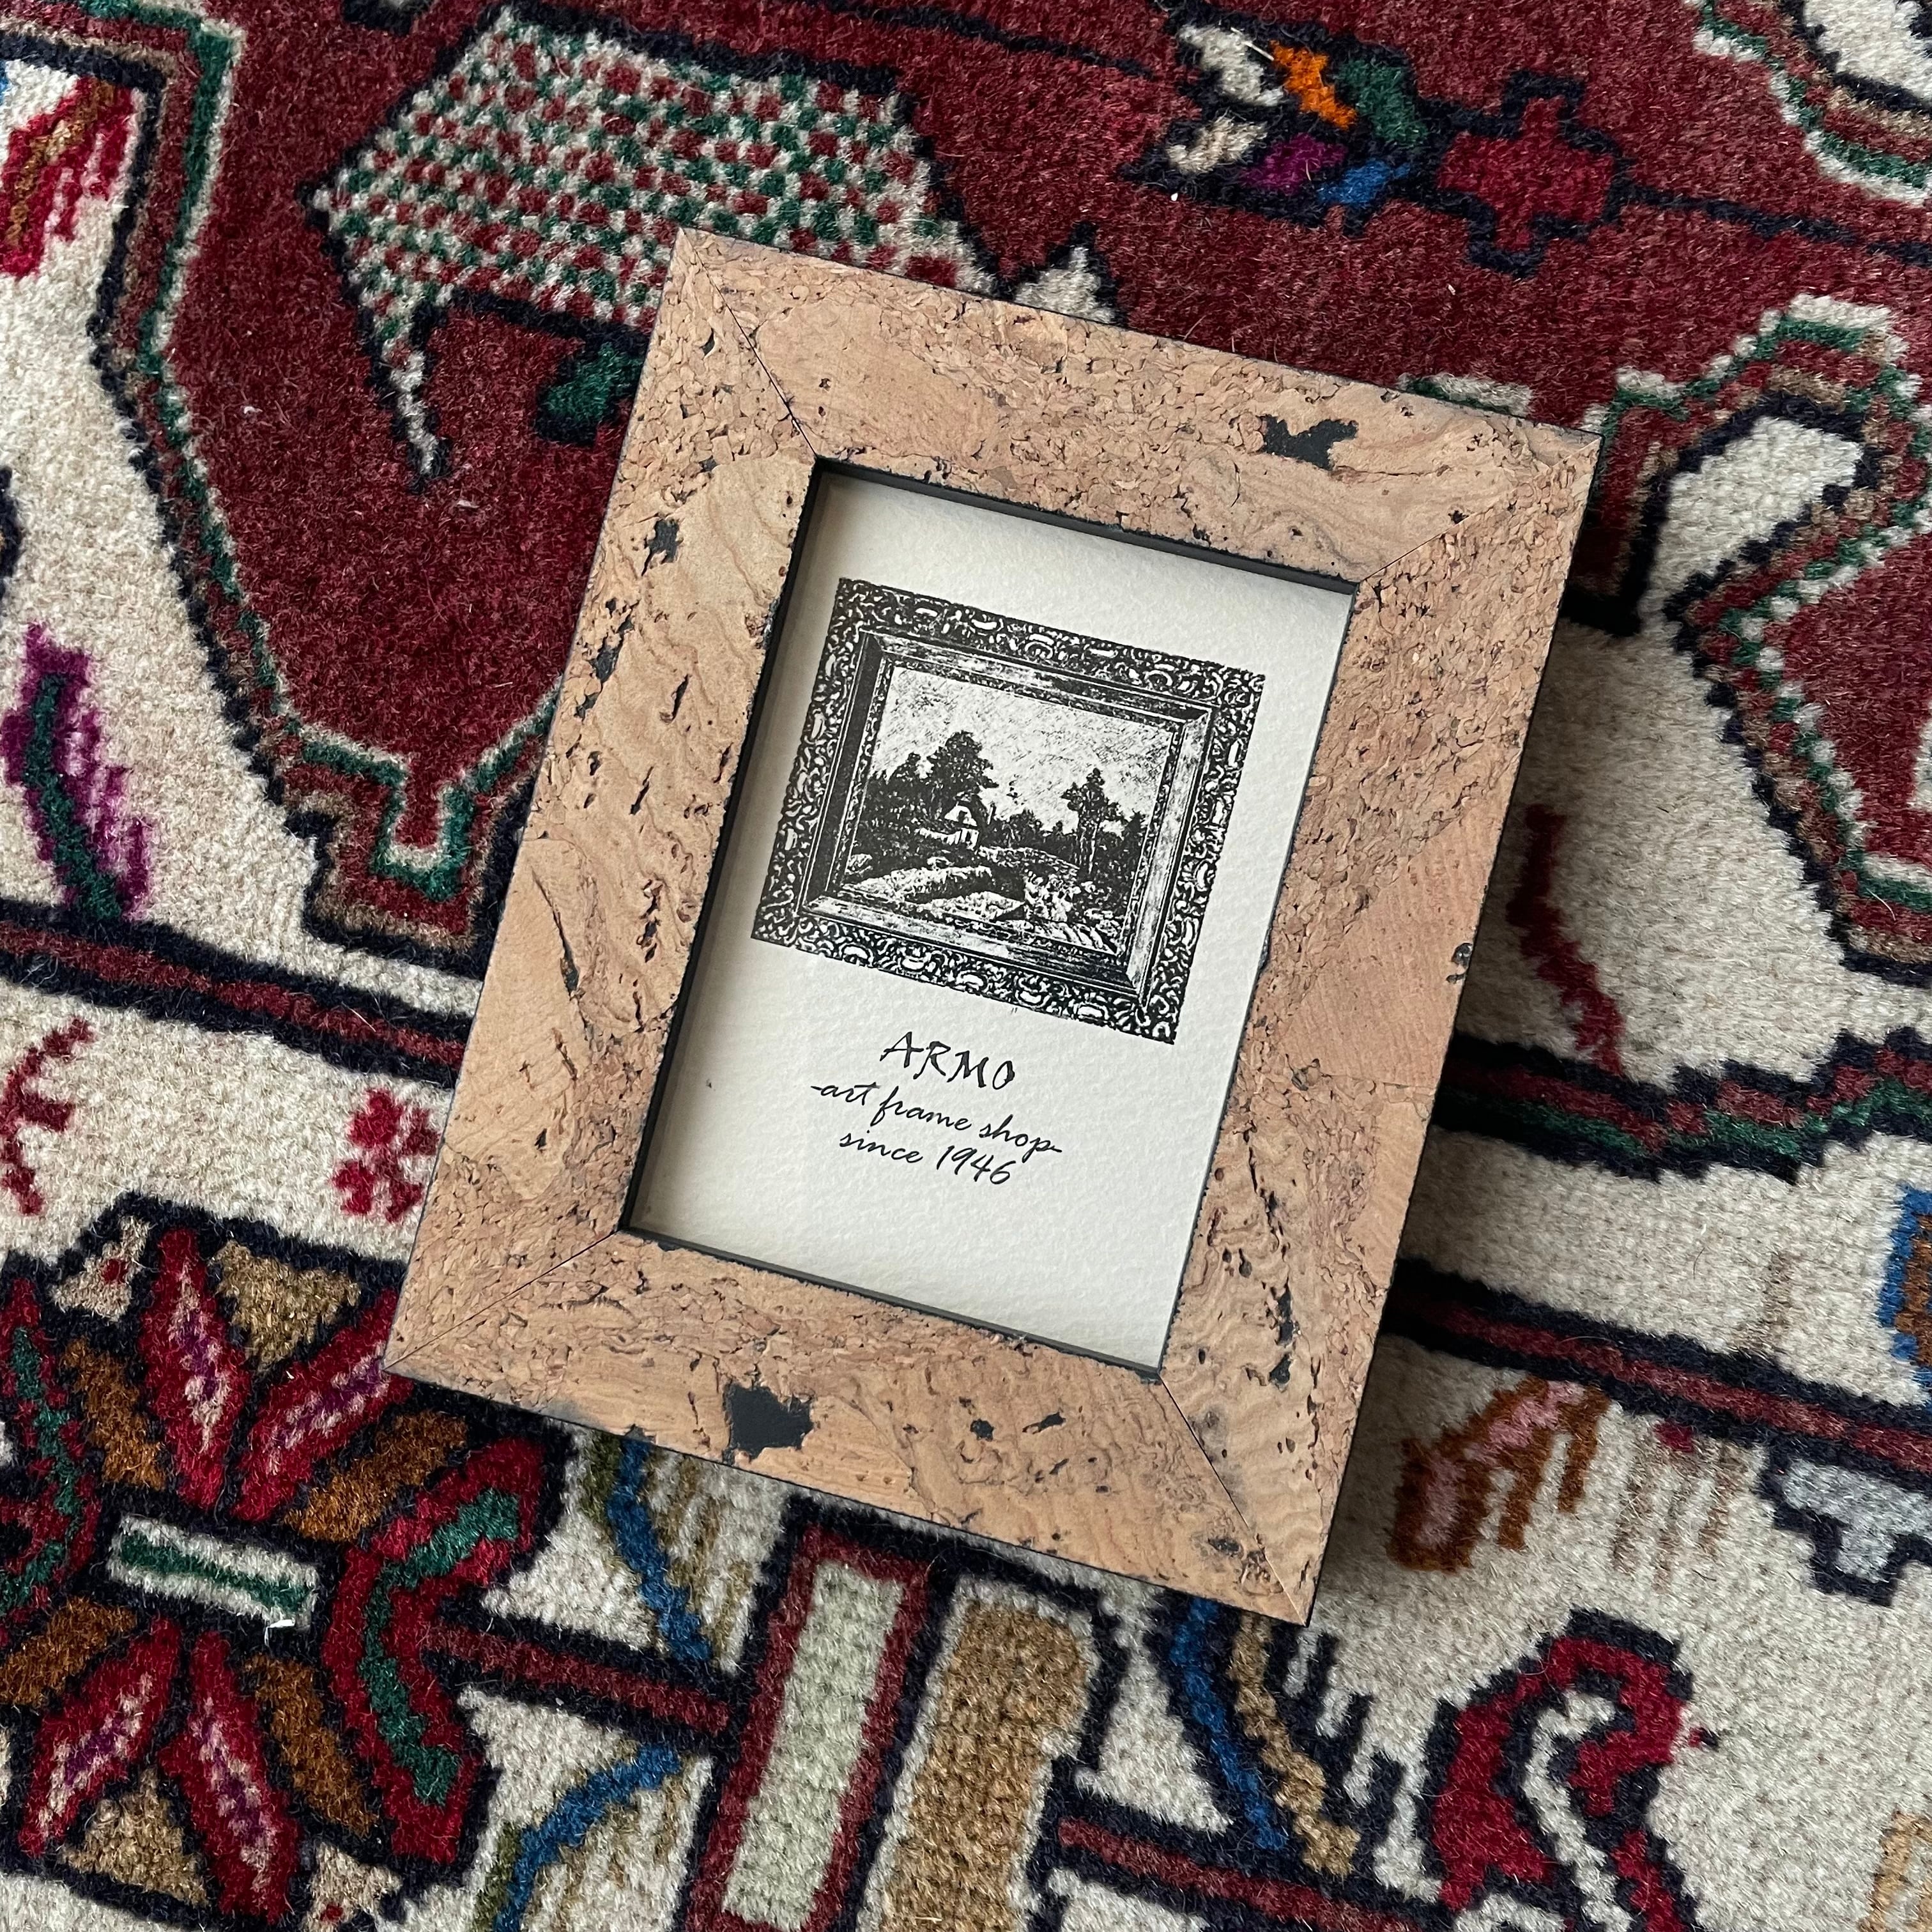 ARMO
-art frame shop-
since 1946